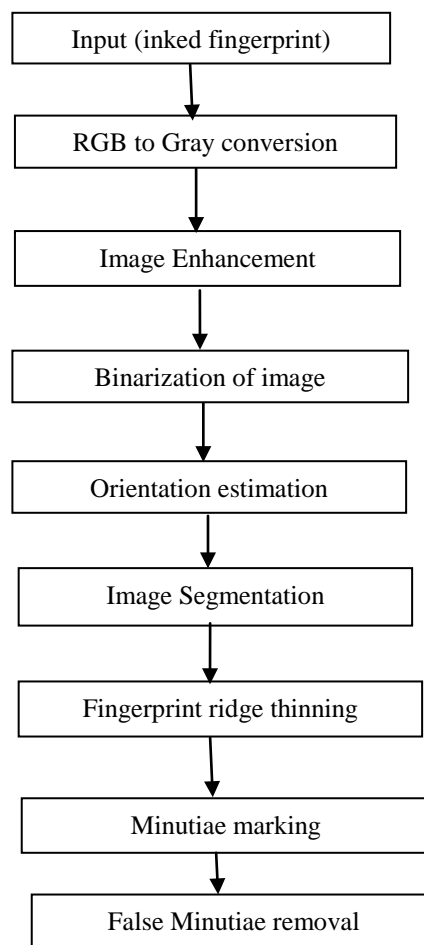 Input (inked fingerprint)
RGB to Gray conversion
Image Enhancement
Binarization of image
Orientation estimation
Image Segmentation
Fingerprint ridge thinning
Minutiae marking
False Minutiae removal